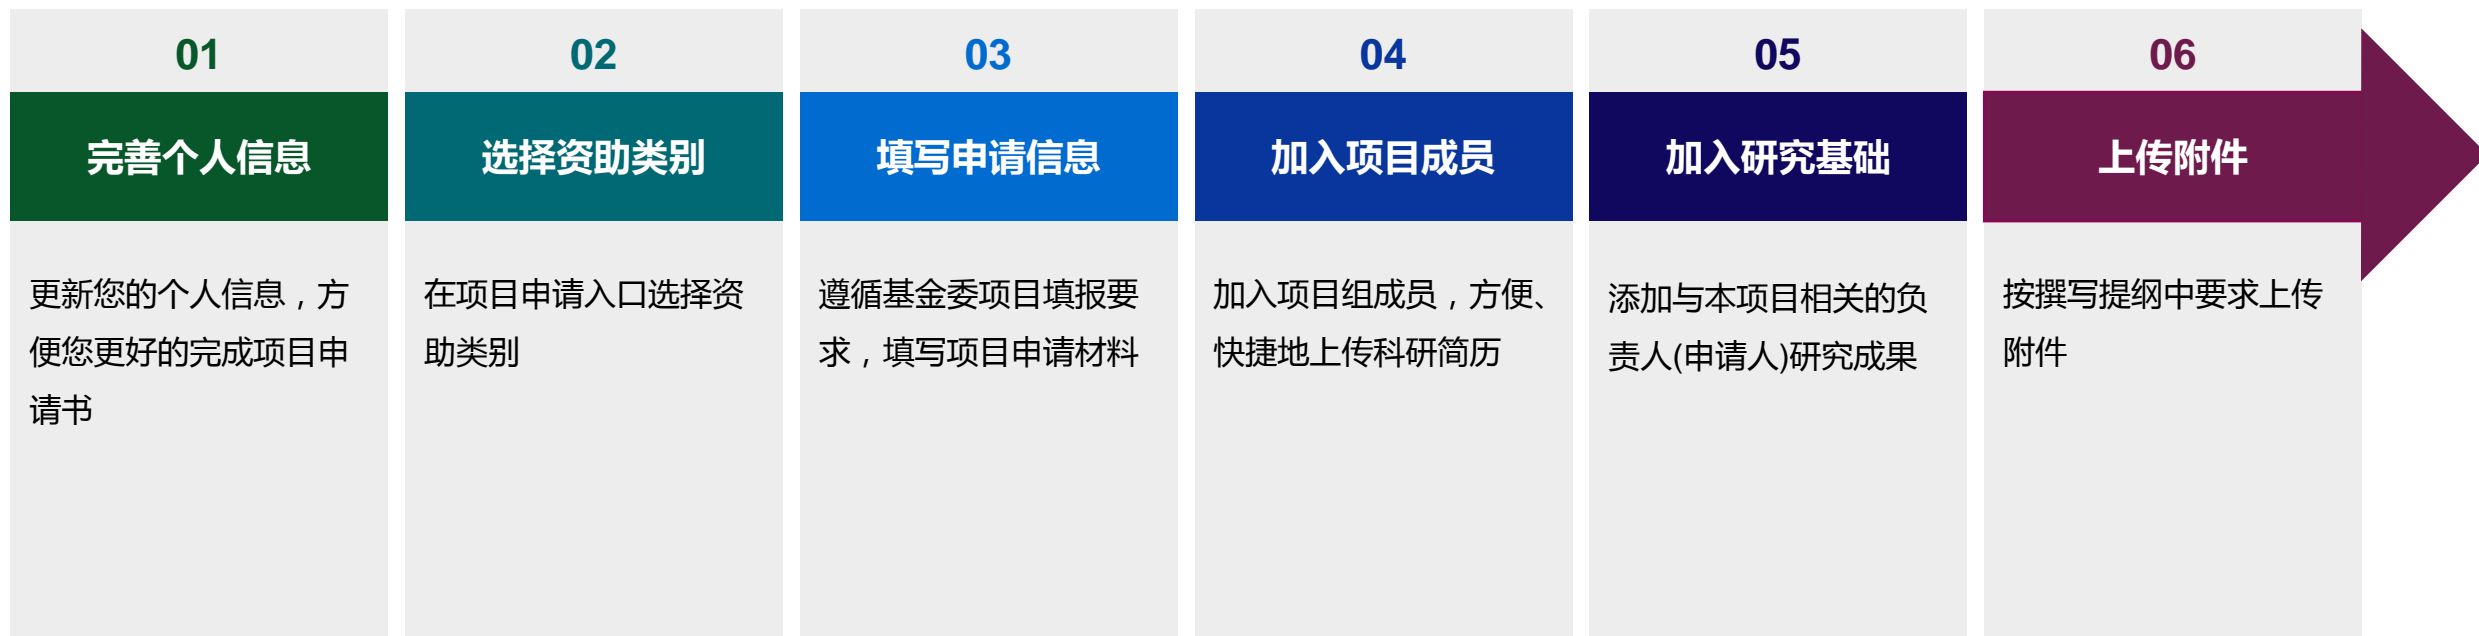 01
完善个人信息
更新您的个人信息，方
便您更好的完成项目申
请书
02
选择资助类别
在项目申请入口选择资
助类别
03
填写申请信息
遵循基金委项目填报要
求，填写项目申请材料
04
加入项目成员
加入项目组成员，方便、
快捷地上传科研简历
05
加入研究基础
添加与本项目相关的负
责人(申请人)研究成果
06
上传附件
按撰写提纲中要求上传
附件